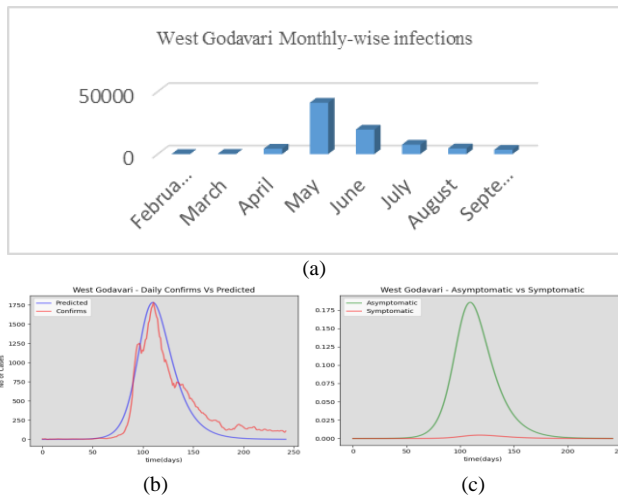 West Godavari Monthly-wise infections
50000
0
Februa...
March
April
May
June
July
August
Septe...
(a)
West Godavari - Daily Confirms Vs Predicted
Predicted
Confirms
1750
1500
1250
1000
750
500
250
0
No of Cases
0
50
100
150
200
250
time(days)
(b)
West Godavari - Asymptomatic vs Symptomatic
Asymptomatic
Symptomatic
0.175
0.150
0.125
0.100
0.075
0.050
0.025
0.000
0
50
100
150
200
time(days)
(c)